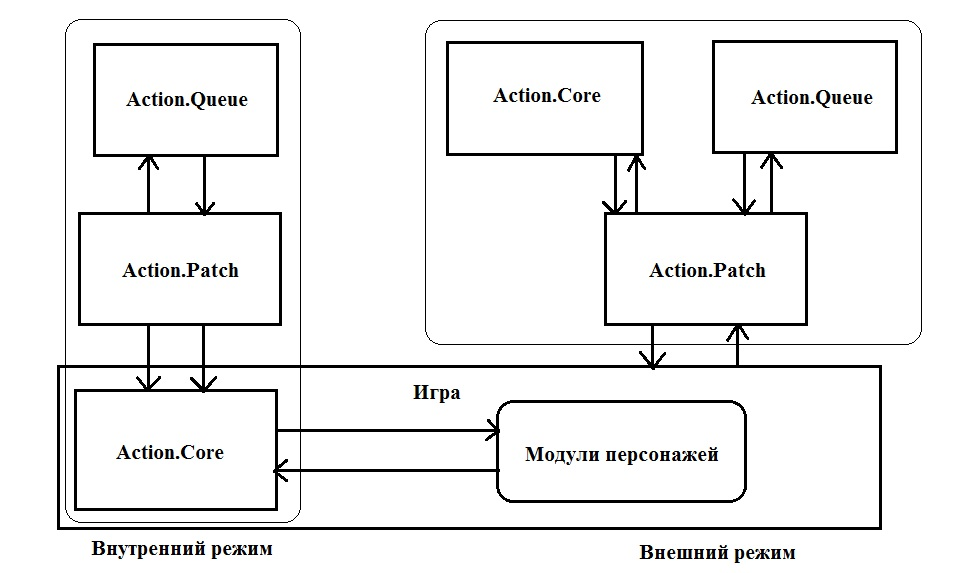 Action.Queue
Action.Core
Action.Queue
Action.Patch
Action.Patch
Игра
Action.Core
Модули персонажей
Внутренний режим
Внешний режим